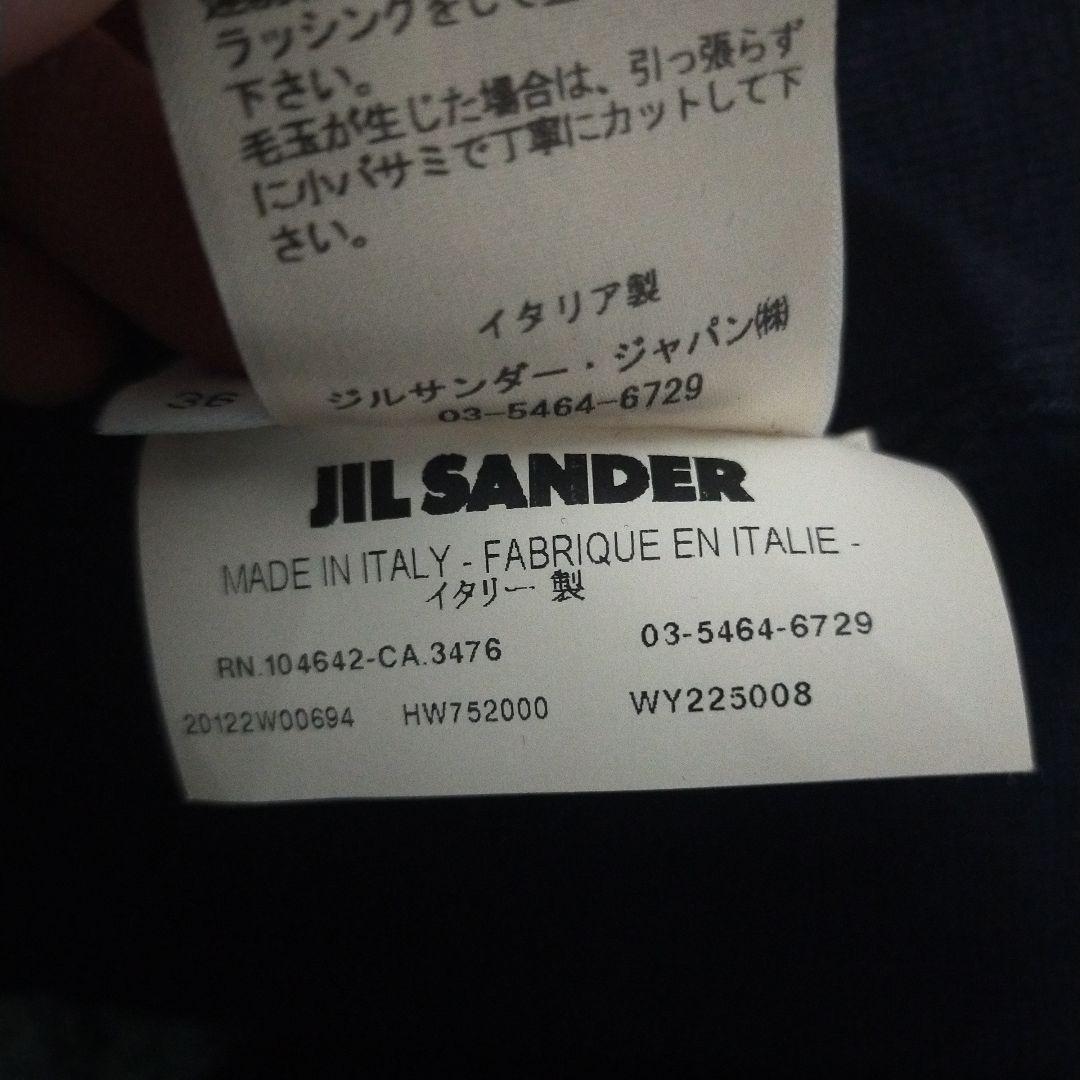 ラッシングをして
下さい。
毛玉が生じた場合は、引っ張らず
に小バサミで丁寧にカットして下
さい。
イタリア製
ジルサンダー・ジャパン㈱
03-5464-6729
36
JIL SANDER
MADE IN ITALY - FABRIQUE EN ITALIE -
イタリー 製
RN.104642-CA.3476 03-5464-6729
20122W00694 HW752000 WY225008